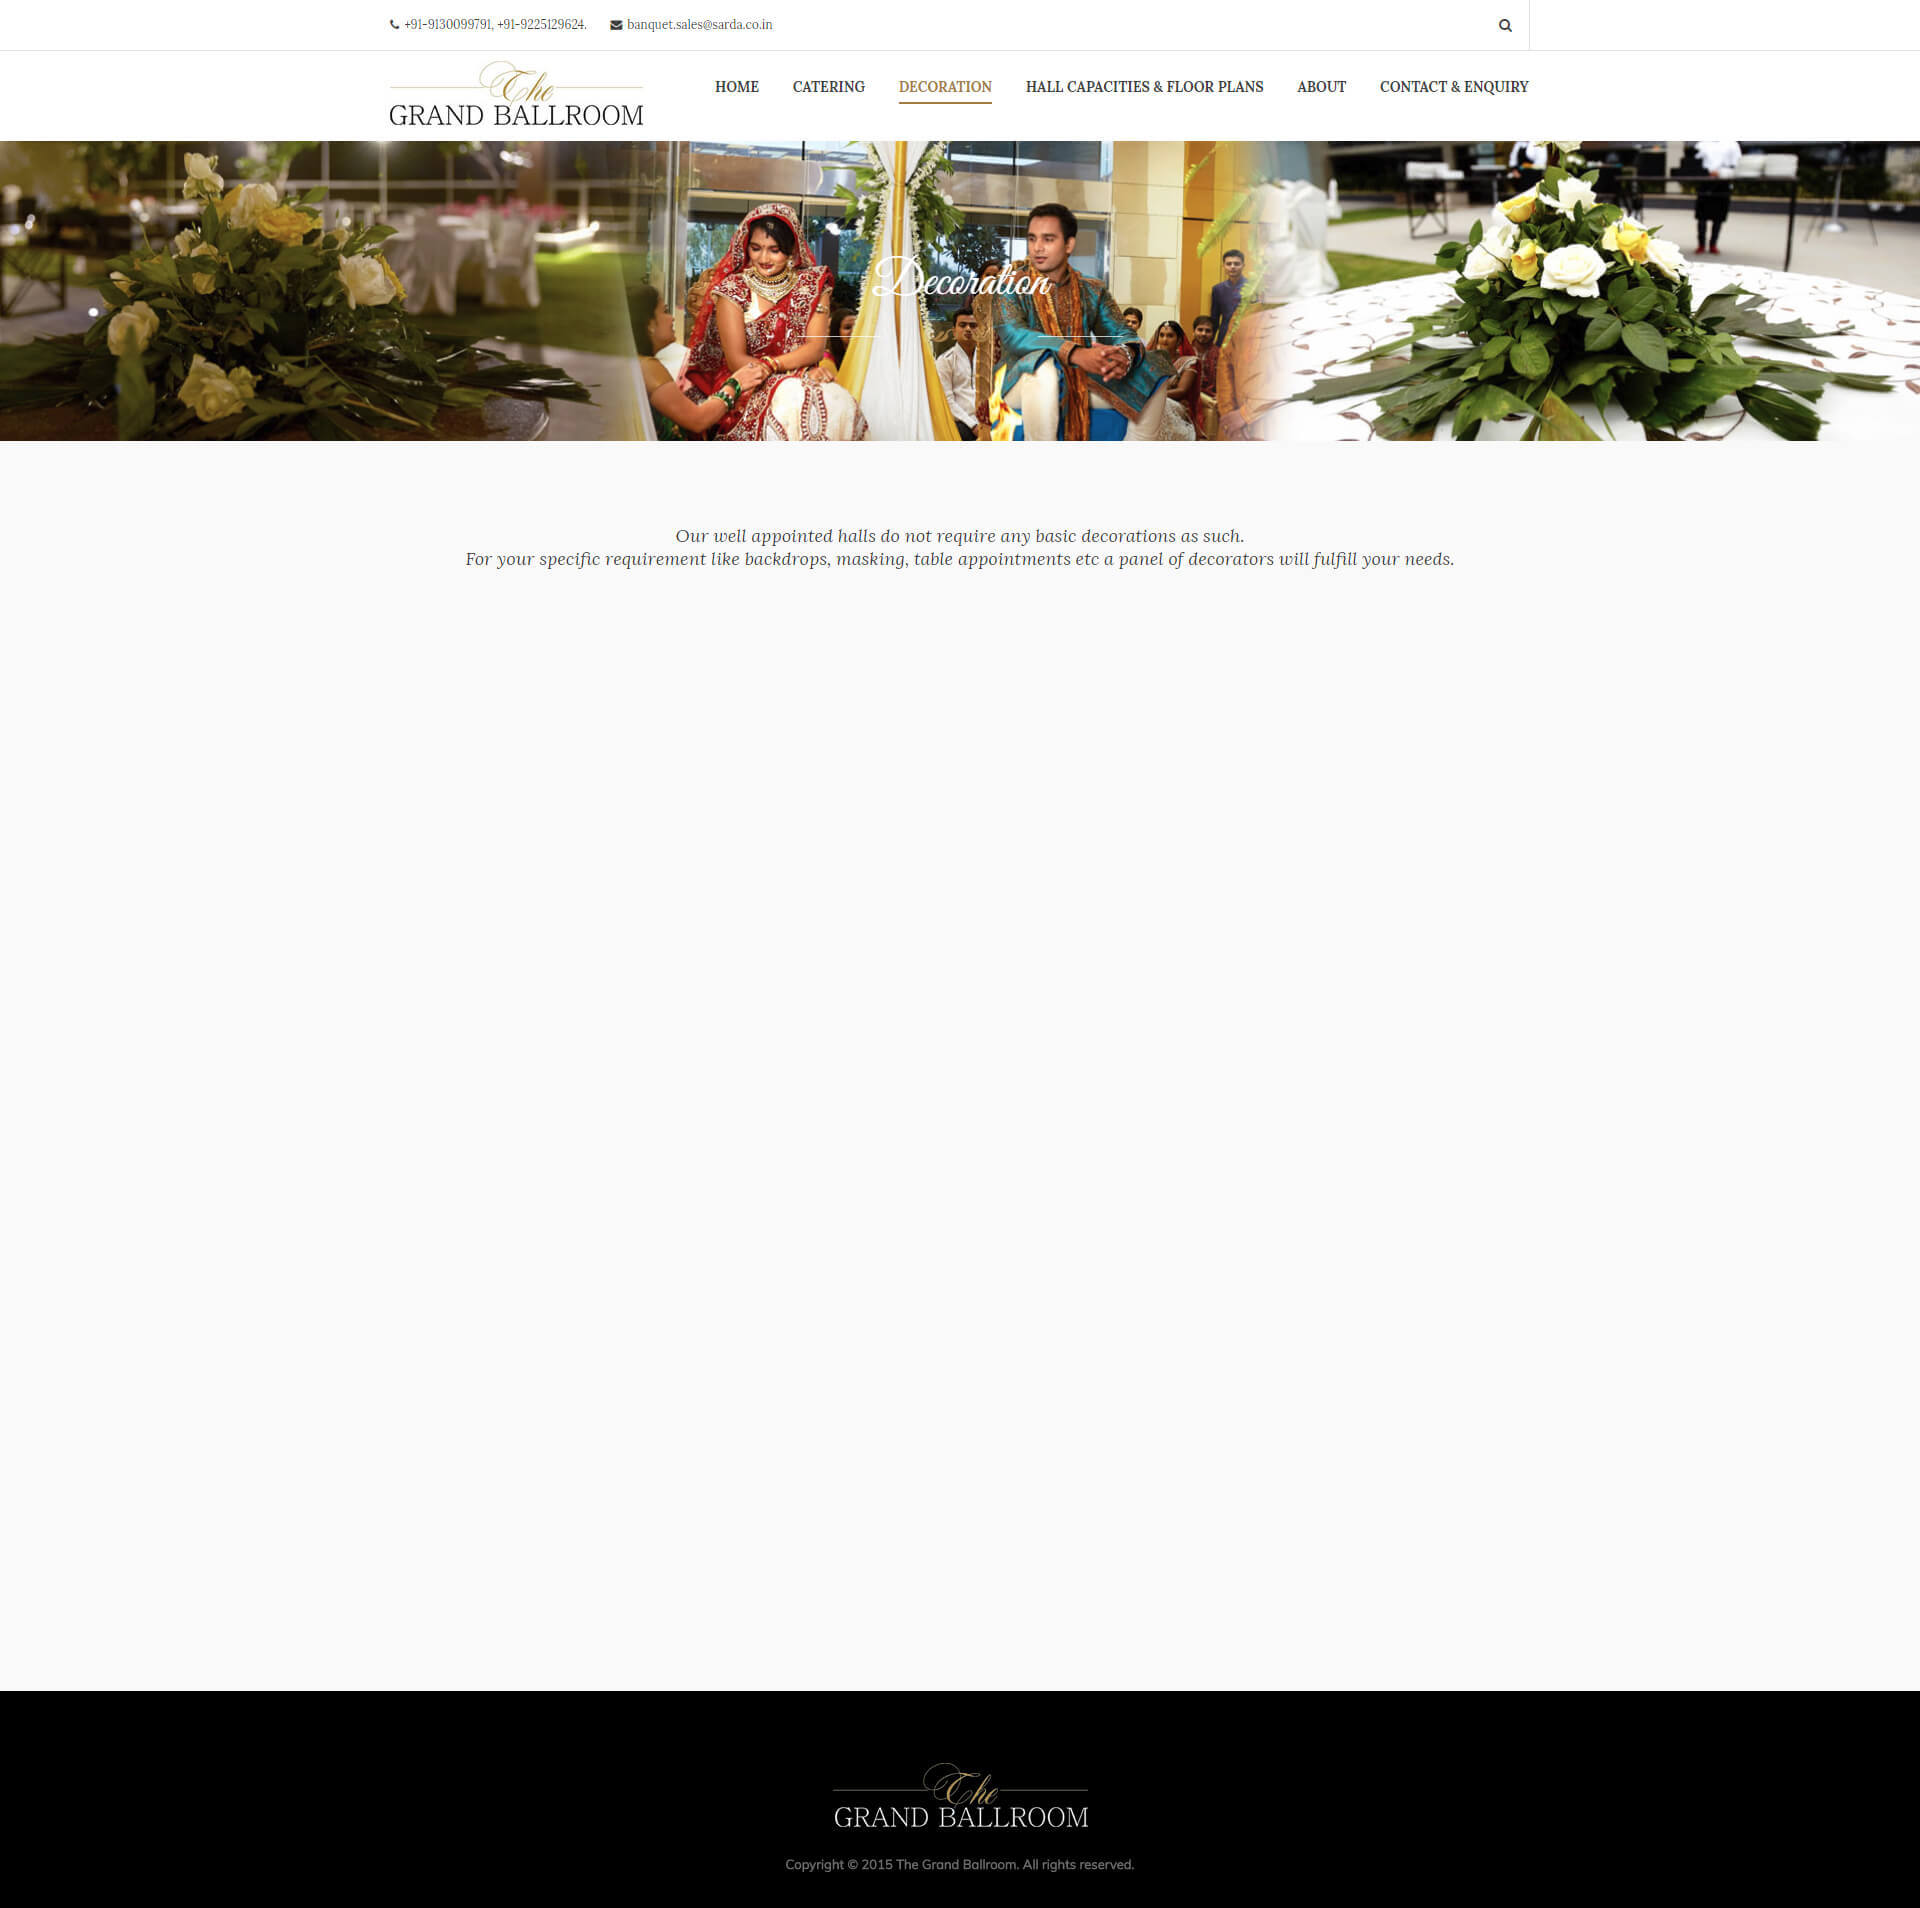 +91-9130099791, +91-9225129624. banquet.sales@sarda.co.in
The
GRAND BALLROOM
HOME CATERING DECORATION HALL CAPACITIES & FLOOR PLANS ABOUT CONTACT & ENQUIRY
Decoration
Our well appointed halls do not require any basic decorations as such.
For your specific requirement like backdrops, masking, table appointments etc a panel of decorators will fulfill your needs.
The
GRAND BALLROOM
Copyright © 2015 The Grand Ballroom. All rights reserved.